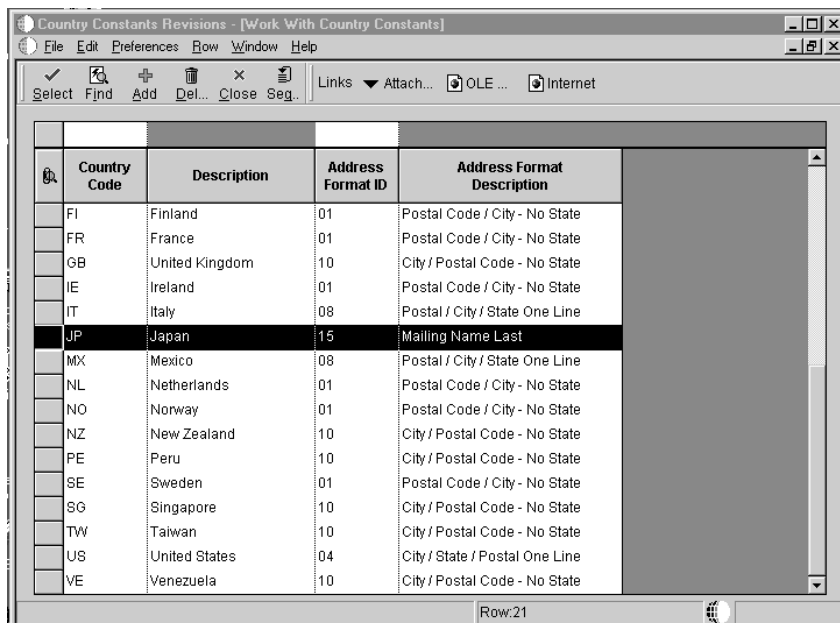 Country Constants Revisions - [Work With Country Constants]
File Edit Preferences Row Window Help
Select Find Add Del... Close Seq.. Links Attach... OLE ... Internet
Country Code Description Address Format ID Address Format Description
FI Finland 01 Postal Code / City - No State
FR France 01 Postal Code / City - No State
GB United Kingdom 10 City / Postal Code - No State
IE Ireland 01 Postal Code / City - No State
IT Italy 08 Postal / City / State One Line
JP Japan 15 Mailing Name Last
MX Mexico 08 Postal / City / State One Line
NL Netherlands 01 Postal Code / City - No State
NO Norway 01 Postal Code / City - No State
NZ New Zealand 10 City / Postal Code - No State
PE Peru 10 City / Postal Code - No State
SE Sweden 01 Postal Code / City - No State
SG Singapore 10 City / Postal Code - No State
TW Taiwan 10 City / Postal Code - No State
US United States 04 City / State / Postal One Line
VE Venezuela 10 City / Postal Code - No State
Row:21